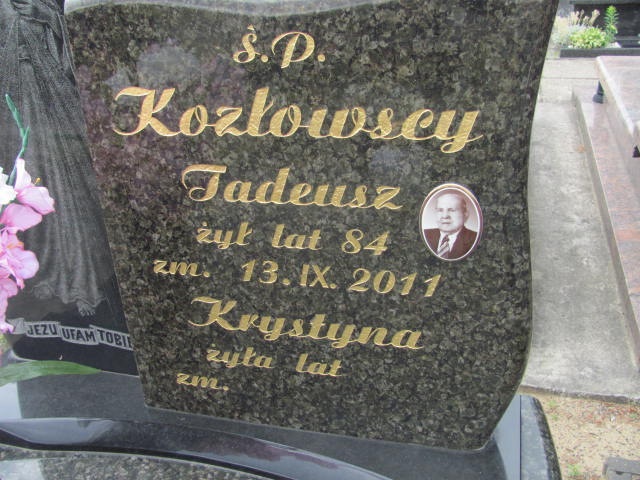 Ś.P.
Kozłowscy
Tadeusz
żył lat 84
zm. 13.IX.2011
Krystyna
żyła lat
zm.
JEZU UFAM TOBIE